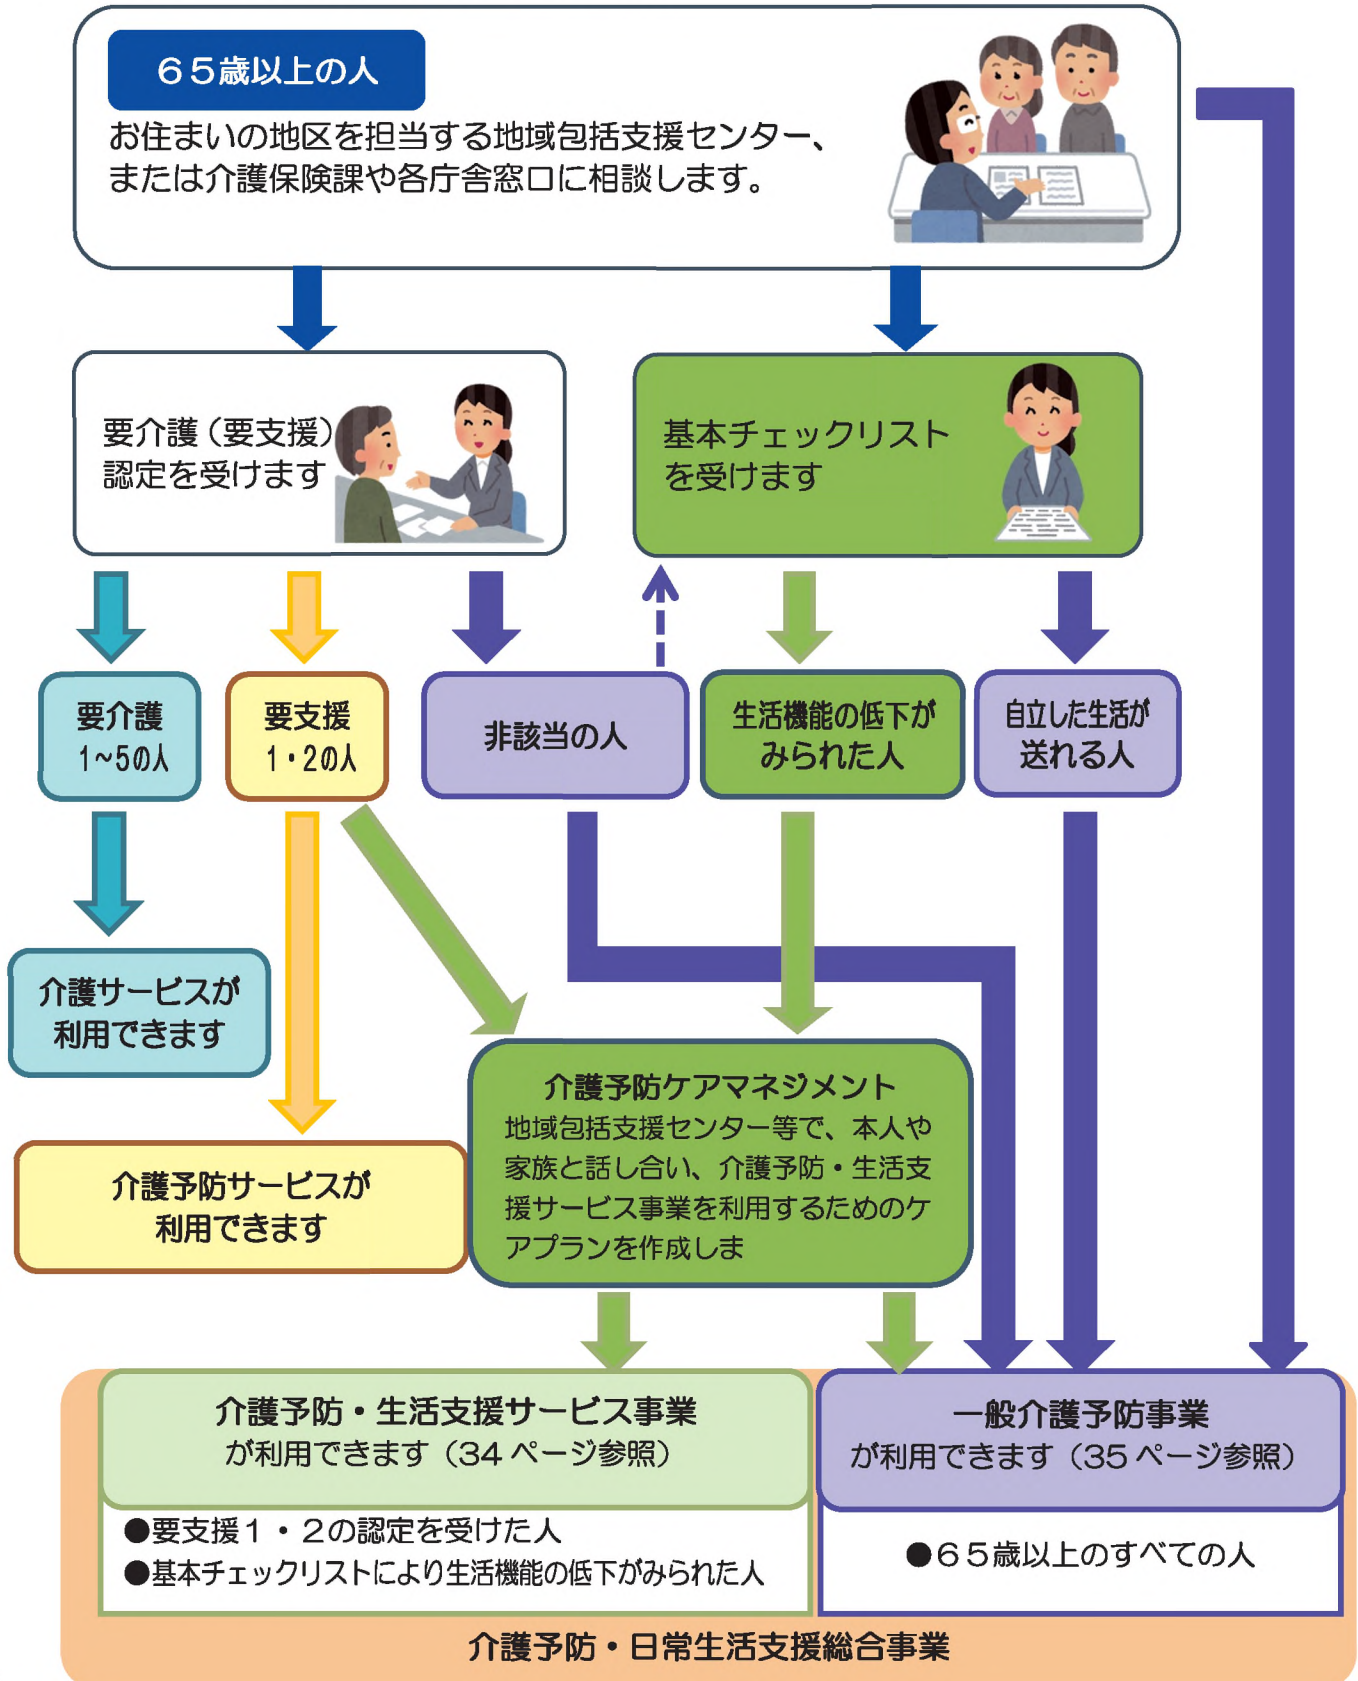 65歳以上の人
お住まいの地区を担当する地域包括支援センター、
または介護保険課や各庁舎窓口に相談します。
要介護(要支援)
認定を受けます
基本チェックリスト
を受けます
要介護
1~5の人
要支援
1・2の人
非該当の人
生活機能の低下が
みられた人
自立した生活が
送れる人
介護サービスが
利用できます
介護予防サービスが
利用できます
介護予防ケアマネジメント
地域包括支援センター等で、本人や
家族と話し合い、介護予防・生活支
援サービス事業を利用するためのケ
アプランを作成しま
介護予防・生活支援サービス事業
が利用できます(34ページ参照)
●要支援1・2の認定を受けた人
●基本チェックリストにより生活機能の低下がみられた人
一般介護予防事業
が利用できます(35ページ参照)
●65歳以上のすべての人
介護予防・日常生活支援総合事業